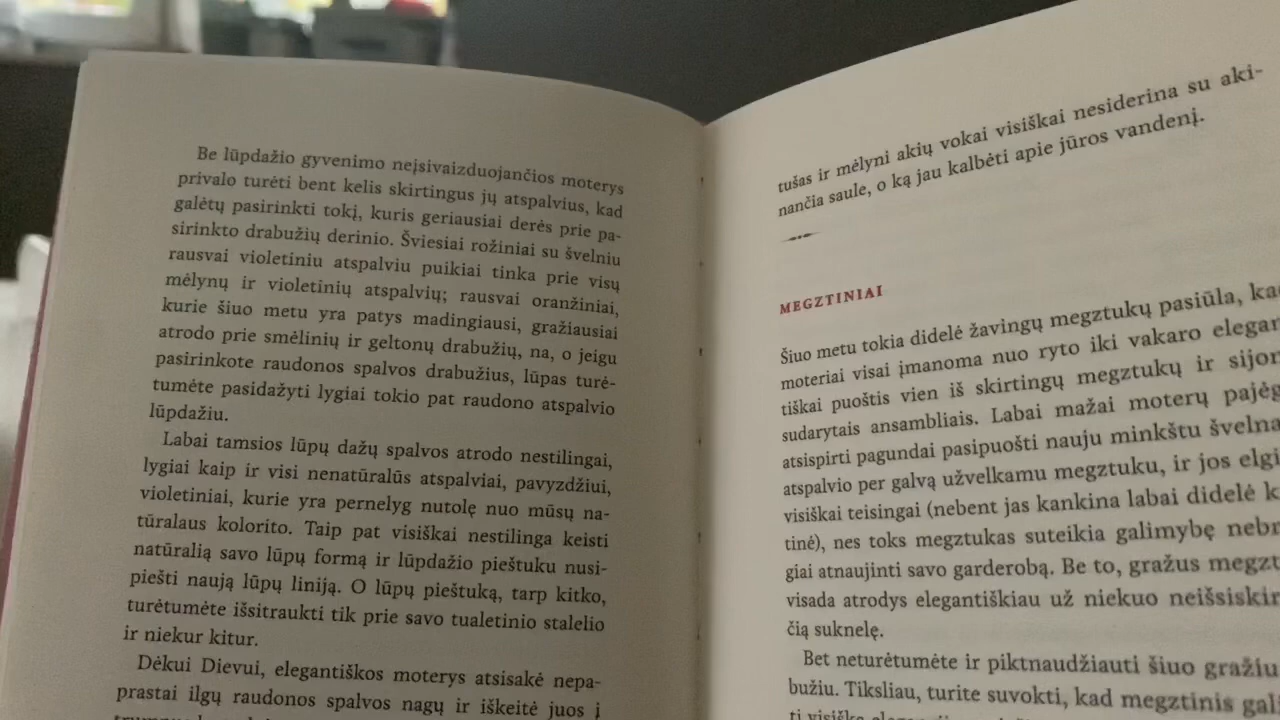 Be lūpdažio gyvenimo neįsivaizduojančios moterys
privalo turėti bent kelis skirtingus jų atspalvius, kad
galėtų pasirinkti tokį, kuris geriausiai derės prie pa-
sirinkto drabužių derinio. Šviesiai rožiniai su švelniu
rausvai violetiniu atspalviu puikiai tinka prie visų
mėlynų ir violetinių atspalvių; rausvai oranžiniai,
kurie šiuo metu yra patys madingiausi, gražiausiai
atrodo prie smėlinių ir geltonų drabužių, na, o jeigu
pasirinkote raudonos spalvos drabužius, lūpas turė-
tumėte pasidažyti lygiai tokio pat raudono atspalvio
lūpdažiu.
Labai tamsios lūpų dažų spalvos atrodo nestilingai,
lygiai kaip ir visi nenatūralūs atspalviai, pavyzdžiui,
violetiniai, kurie yra pernelyg nutolę nuo mūsų na-
tūralaus kolorito. Taip pat visiškai nestilinga keisti
natūralią savo lūpų formą ir lūpdažio pieštuku nusi-
piešti naują lūpų liniją. O lūpų pieštuką, tarp kitko,
turėtumėte išsitraukti tik prie savo tualetinio stalelio
ir niekur kitur.
Dėkui Dievui, elegantiškos moterys atsisakė nepa-
prastai ilgų raudonos spalvos nagų ir iškeitė juos į
tušas ir mėlyni akių vokai visiškai nesiderina su aki-
nančia saule, o ką jau kalbėti apie jūros vandenį.
MEGZTINIAI
Šiuo metu tokia didelė žavingų megztukų pasiūla, ka
moteriai visai įmanoma nuo ryto iki vakaro elegan
tiškai puoštis vien iš skirtingų megztukų ir sijon
sudarytais ansambliais. Labai mažai moterų pajėg
atsispirti pagundai pasipuošti nauju minkštu švelna
atspalvio per galvą užvelkamu megztuku, ir jos elgi
visiškai teisingai (nebent jas kankina labai didelė k
tinė), nes toks megztukas suteikia galimybę nebr
giai atnaujinti savo garderobą. Be to, gražus megzt
visada atrodys elegantiškiau už niekuo neišsiskir
čią suknelę.
Bet neturėtumėte ir piktnaudžiauti šiuo gražiu
bužiu. Tiksliau, turite suvokti, kad megztinis gal